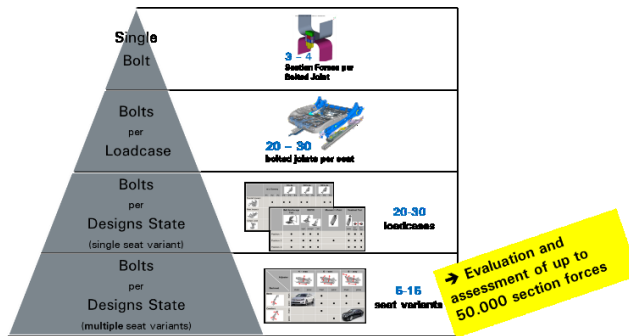 Single
Bolt
3 – 4
Section Forces per
Bolted Joint
Bolts
per
Loadcase
20 – 30
bolted joints per seat
Bolts
per
Designs State
(single seat variant)
20-30
loadcases
Bolts
per
Designs State
(multiple seat variants)
5-15
seat variants
➔ Evaluation and
assessment of up to
50.000 section forces